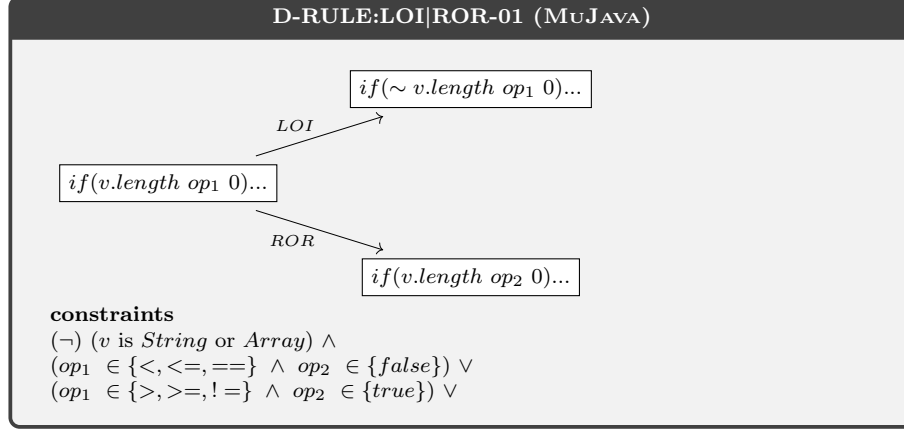 D-RULE:LOI|ROR-01 (MUJAVA)
if(∼ v.length op₁ 0)...
LOI
if(v.length op₁ 0)...
ROR
if(v.length op₂ 0)...
constraints
(¬) (v is String or Array) ∧
(op₁ ∈ {<, <=, ==} ∧ op₂ ∈ {false}) ∨
(op₁ ∈ {>, >=, ! =} ∧ op₂ ∈ {true}) ∨